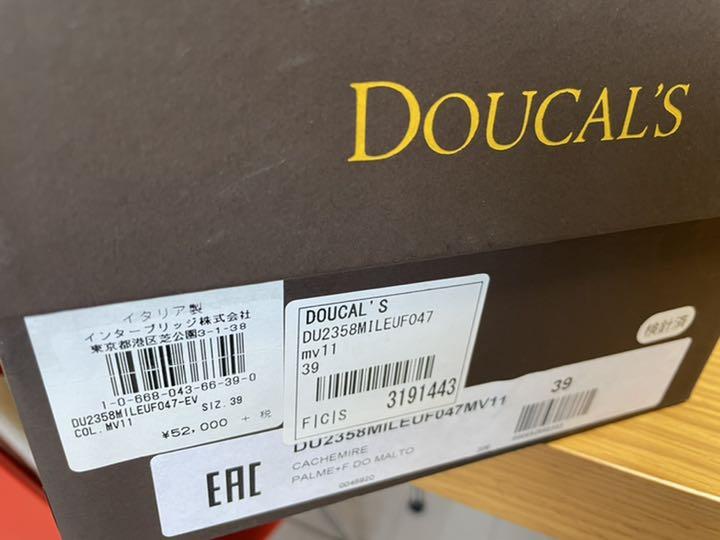 DOUCAL'S
イタリア製
インターブリッジ株式会社
東京都港区芝公園3-1-38
1-0-668-043-66-39-0
DU2358MILEUF047-EV SIZ.39
COL.MV11
¥52,000 + 税
DOUCAL'S
DU2358MILEUF047
mv11
39
3191443
F|C|S
検針済
DU2358MILEUF047MV11
39
CACHEMIRE
PALME+F.DO MALTO
0045920
EAC